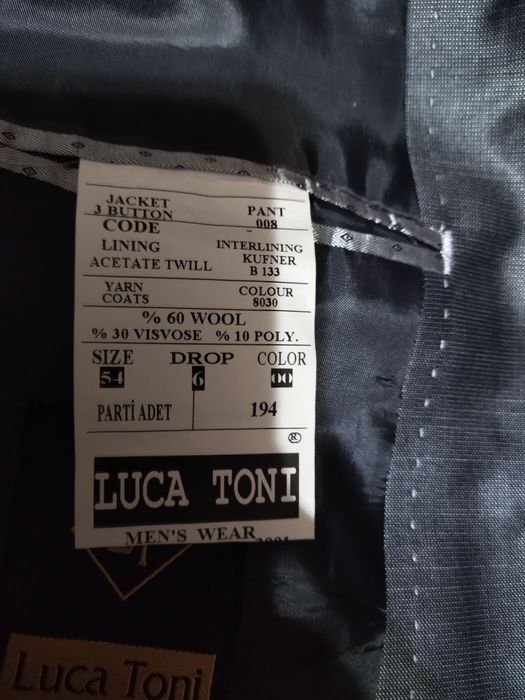 JACKET
3 BUTTON PANT
CODE 008
LINING INTERLINING
ACETATE TWILL KUFNER
B 133
YARN COLOUR
COATS 8030
% 60 WOOL
% 30 VISVOSE % 10 POLY.
SIZE DROP COLOR
54 6 00
PARTİ ADET 194
®
LUCA TONI
MEN'S WEAR
Luca Toni